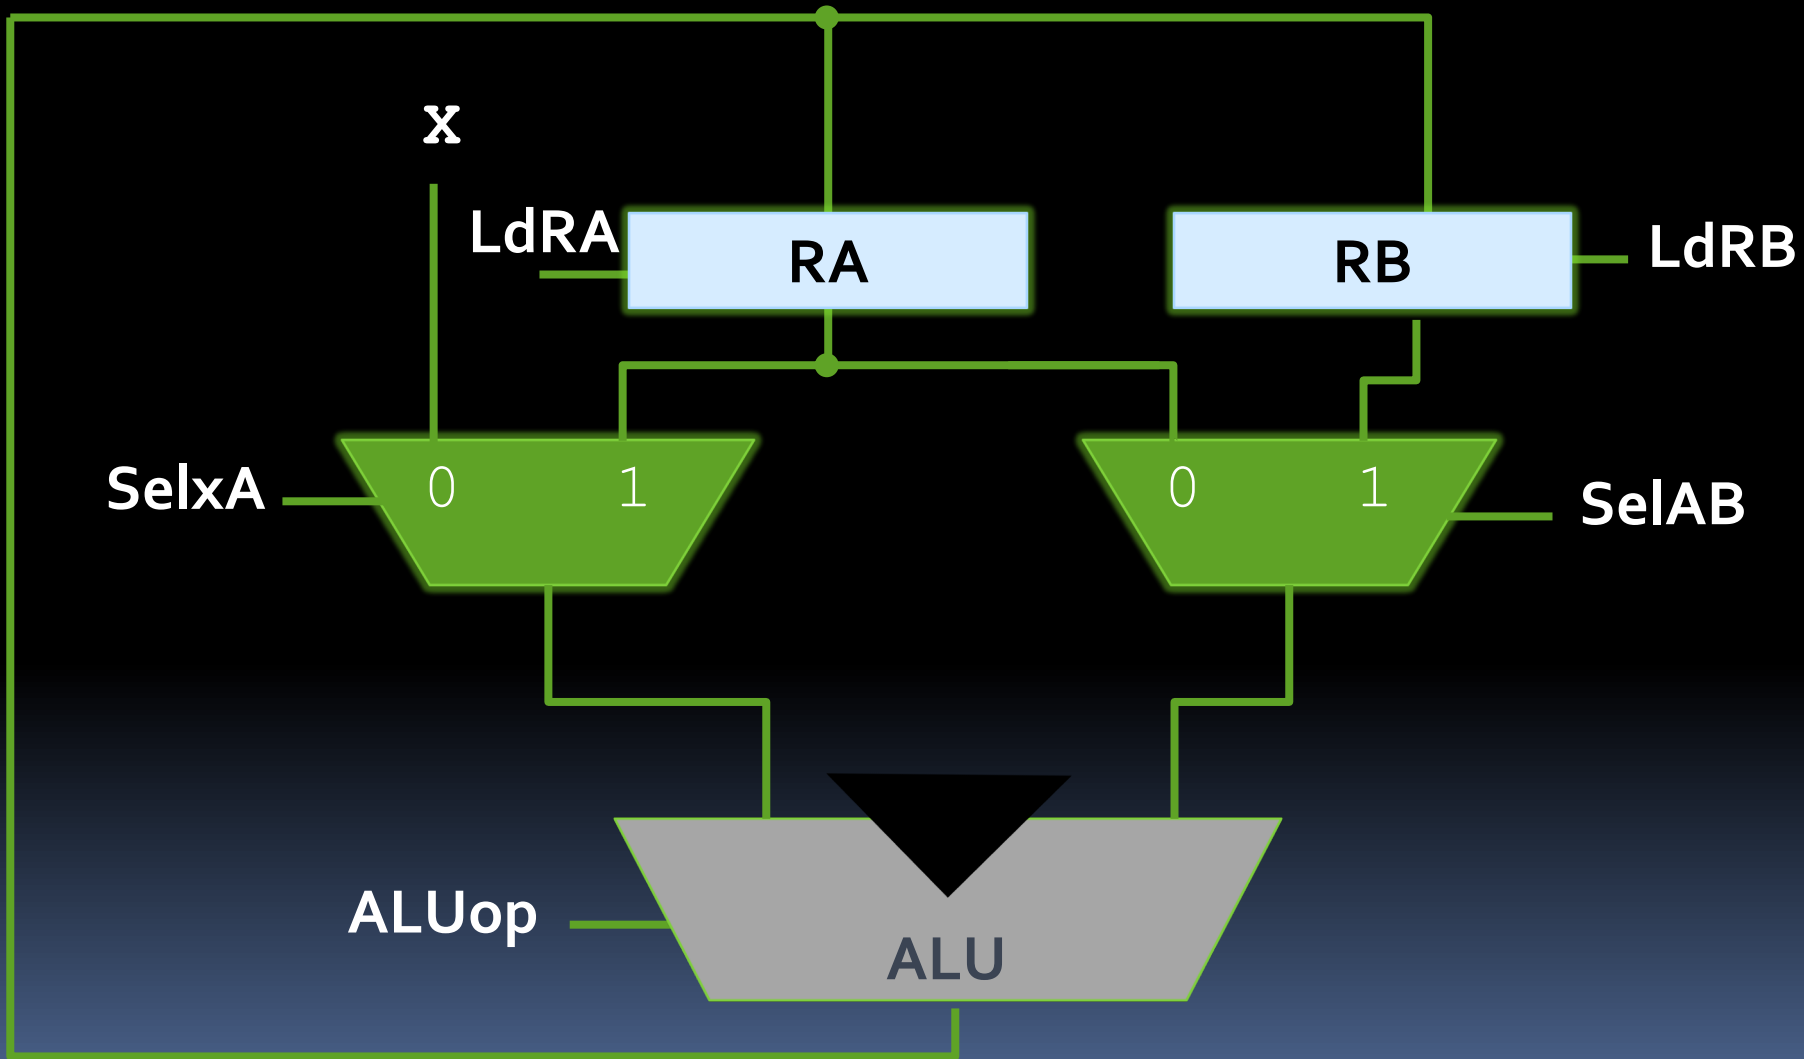 x
LdRA
RA
RB
LdRB
SelxA
0 1
0 1
SelAB
ALUop
ALU